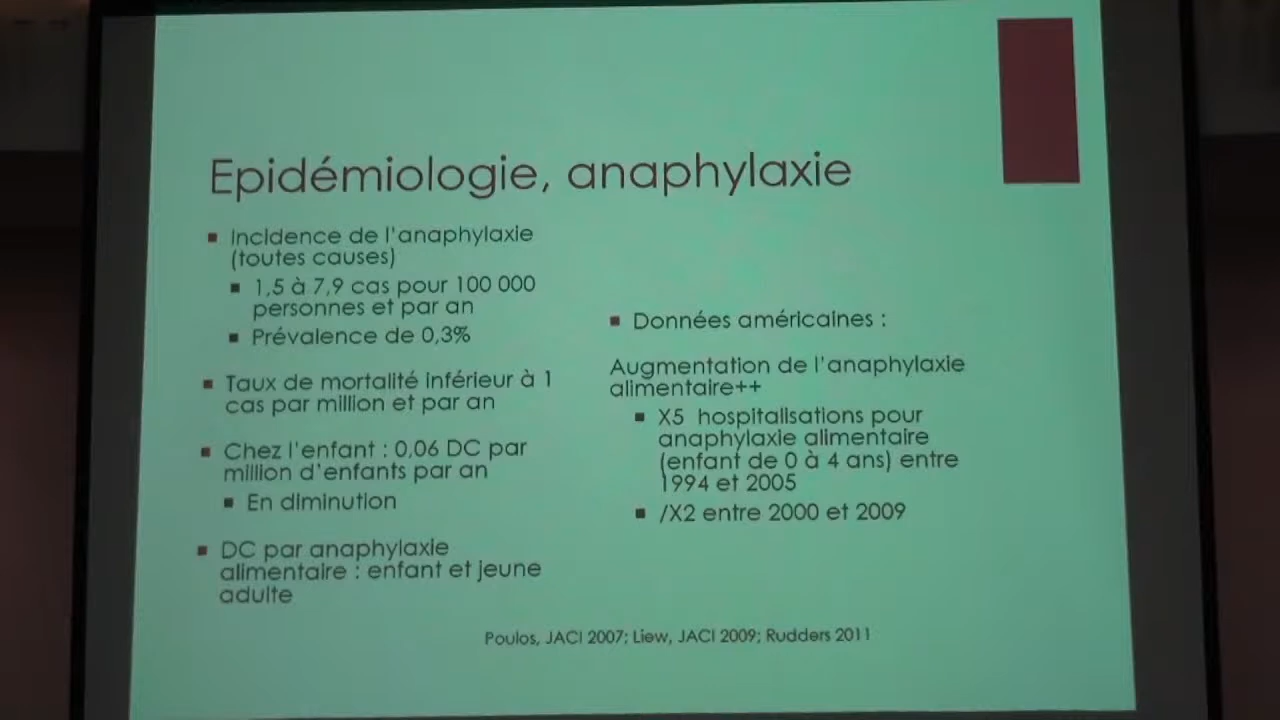 Epidémiologie, anaphylaxie
Incidence de l'anaphylaxie
(toutes causes)
1,5 à 7,9 cas pour 100 000
personnes et par an
Prévalence de 0,3%
Taux de mortalité inférieur à 1
cas par million et par an
Chez l'enfant : 0,06 DC par
million d'enfants par an
En diminution
DC par anaphylaxie
alimentaire : enfant et jeune
adulte
Données américaines :
Augmentation de l'anaphylaxie
alimentaire++
X5 hospitalisations pour
anaphylaxie alimentaire
(enfant de 0 à 4 ans) entre
1994 et 2005
/X2 entre 2000 et 2009
Poulos, JACI 2007; Liew, JACI 2009; Rudders 2011